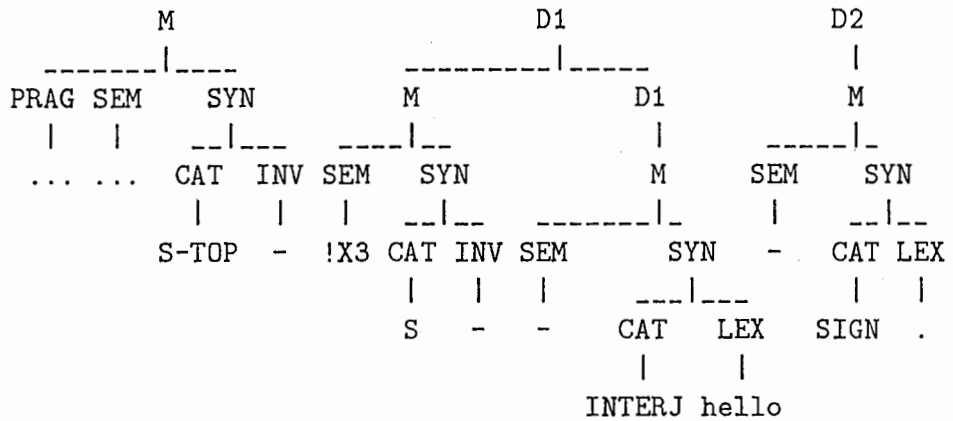 M D1 D2
PRAG SEM SYN M D1 M
... ... CAT INV SEM SYN M SEM SYN
S-TOP - !X3 CAT INV SEM SYN - CAT LEX
S - - CAT LEX SIGN .
INTERJ hello